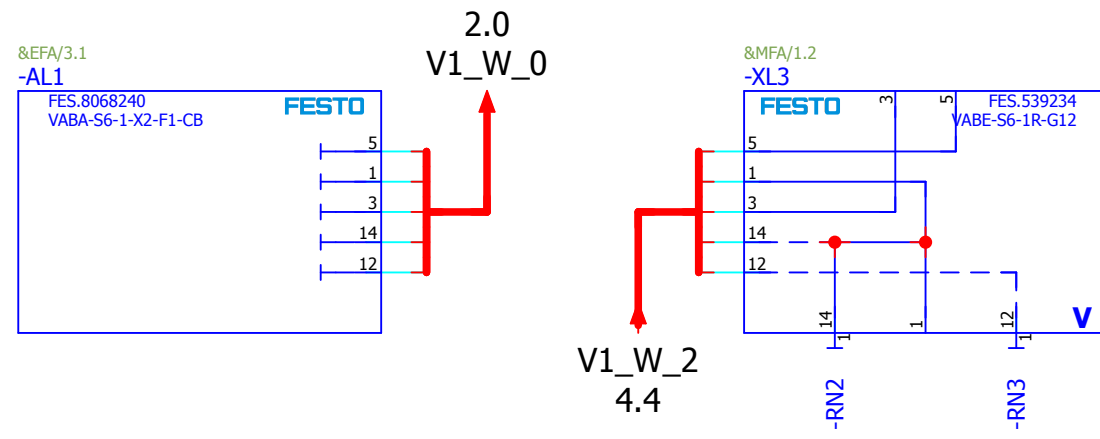 2.0
V1_W_0
&EFA/3.1
-AL1
FES.8068240
VABA-S6-1-X2-F1-CB
FESTO
5
1
3
14
12
&MFA/1.2
-XL3
FESTO
3
5
FES.539234
VABE-S6-1R-G12
5
1
3
14
12
14
1
1
12
1
V
V1_W_2
4.4
-RN2
-RN3